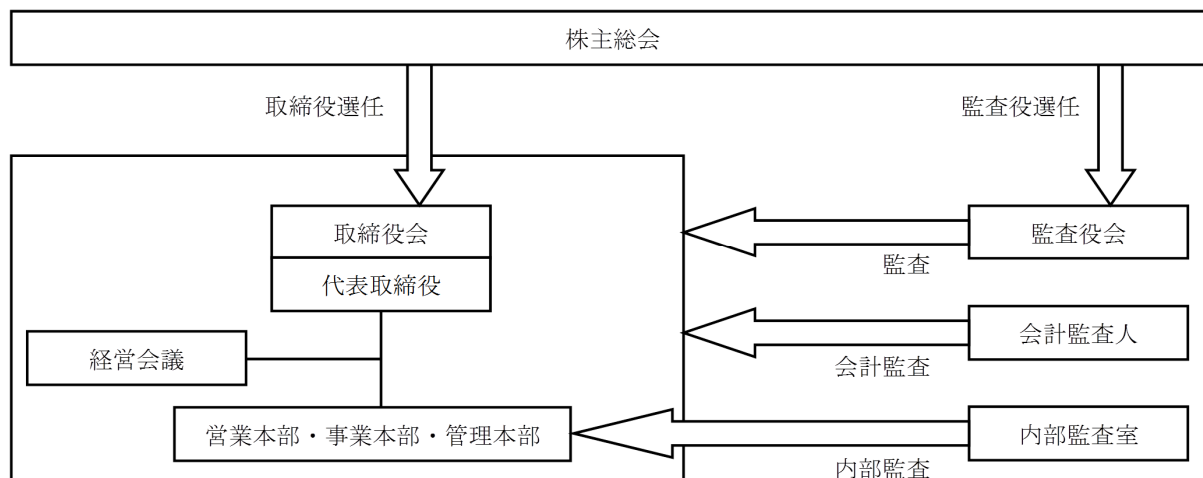 株主総会
取締役選任
監査役選任
取締役会
監査役会
監査
代表取締役
会計監査人
経営会議
会計監査
営業本部・事業本部・管理本部
内部監査室
内部監査